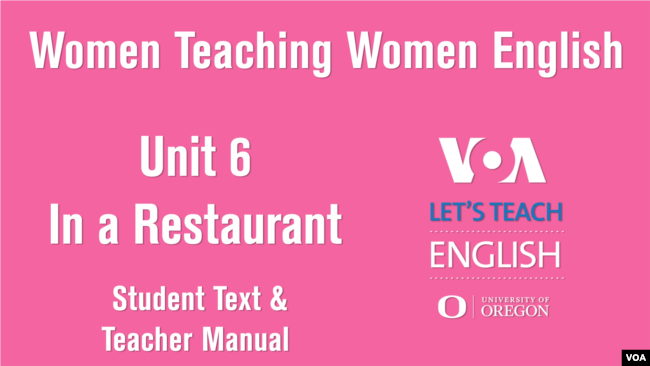 Women Teaching Women English
Unit 6
In a Restaurant
Student Text &
Teacher Manual
VOA
LET'S TEACH
ENGLISH
O UNIVERSITY OF
OREGON
VOA